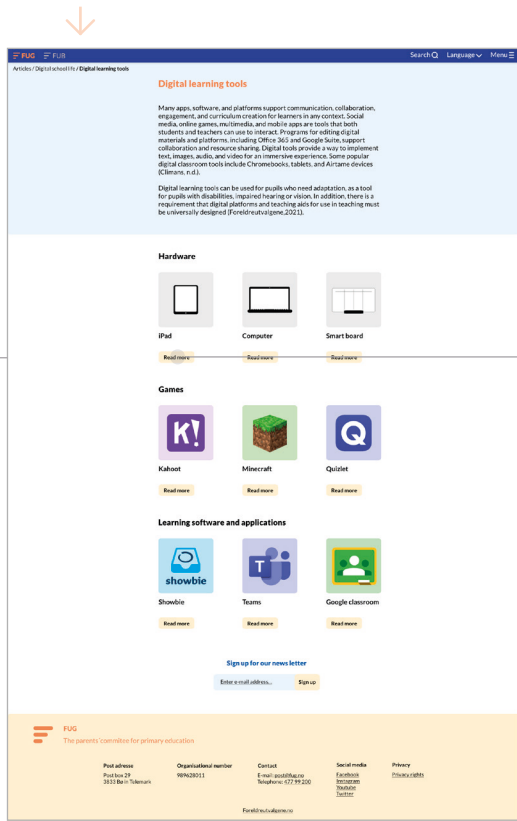 FUG FUB Search Language Menu
Articles / Digital school life / Digital learning tools
Digital learning tools
Many apps, software, and platforms support communication, collaboration,
engagement, and curriculum creation for learners in any context. Social
media, online games, multimedia, and mobile apps are tools that both
students and teachers can use to interact. Programs for editing digital
materials and platforms, including Office 365 and Google Suite, support
collaboration and resource sharing. Digital tools provide a way to implement
text, images, audio, and video for an immersive experience. Some popular
digital classroom tools include Chromebooks, tablets, and Airtame devices
(Climans, n.d.).
Digital learning tools can be used for pupils who need adaptation, as a tool
for pupils with disabilities, impaired hearing or vision. In addition, there is a
requirement that digital platforms and teaching aids for use in teaching must
be universally designed (Foreldreutvalgene,2021).
Hardware
iPad Computer Smart board
Read more Read more Read more
Games
K! Q
Kahoot Minecraft Quizlet
Read more Read more Read more
Learning software and applications
showbie T
Showbie Teams Google classroom
Read more Read more Read more
Sign up for our news letter
Enter e-mail address... Sign up
FUG
The parents' commitee for primary education
Post adresse Organisational number Contact Social media Privacy
Post box 29 989628011 E-mail: post@fug.no Facebook Privacy rights
3833 Bø in Telemark Telephone: 477 99 200 Instagram
Youtube
Twitter
Foreldreutvalgene.no